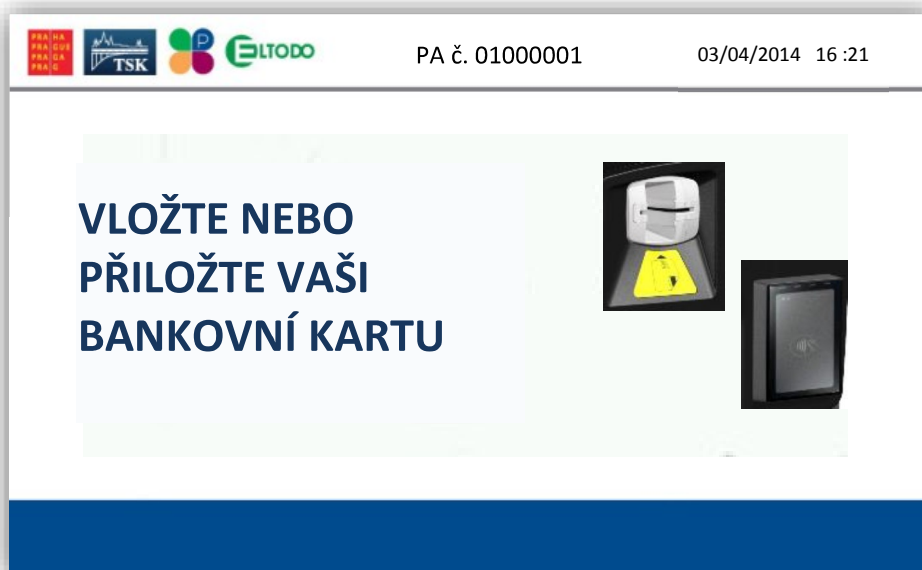 PRA HA
PRA GUE
PRA GA
PRA G
TSK
P
ELTODO
PA č. 01000001
03/04/2014 16 :21
VLOŽTE NEBO
PŘILOŽTE VAŠI
BANKOVNÍ KARTU